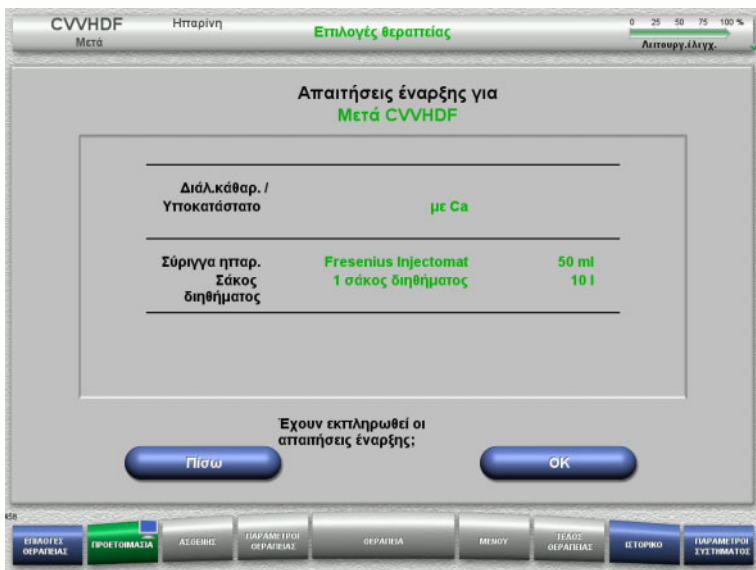 CVVHDF
Μετά
Ηπαρίνη
Επιλογές θεραπείας
0 25 50 75 100 %
Λειτουργ.έλεγχ.
Απαιτήσεις έναρξης για
Μετά CVVHDF
Διάλ.κάθαρ. /
Υποκατάστατο με Ca
Σύριγγα ηπαρ. Fresenius Injectomat 50 ml
Σάκος 1 σάκος διηθήματος 10 l
διηθήματος
Έχουν εκπληρωθεί οι
απαιτήσεις έναρξης;
Πίσω
OK
ΕΠΙΛΟΓΕΣ
ΘΕΡΑΠΕΙΑΣ
ΠΡΟΕΤΟΙΜΑΣΙΑ
ΑΣΘΕΝΗΣ
ΠΑΡΑΜΕΤΡΟΙ
ΘΕΡΑΠΕΙΑΣ
ΘΕΡΑΠΕΙΑ
ΜΕΝΟΥ
ΤΕΛΟΣ
ΘΕΡΑΠΕΙΑΣ
ΙΣΤΟΡΙΚΟ
ΠΑΡΑΜΕΤΡΟΙ
ΣΥΣΤΗΜΑΤΟΣ